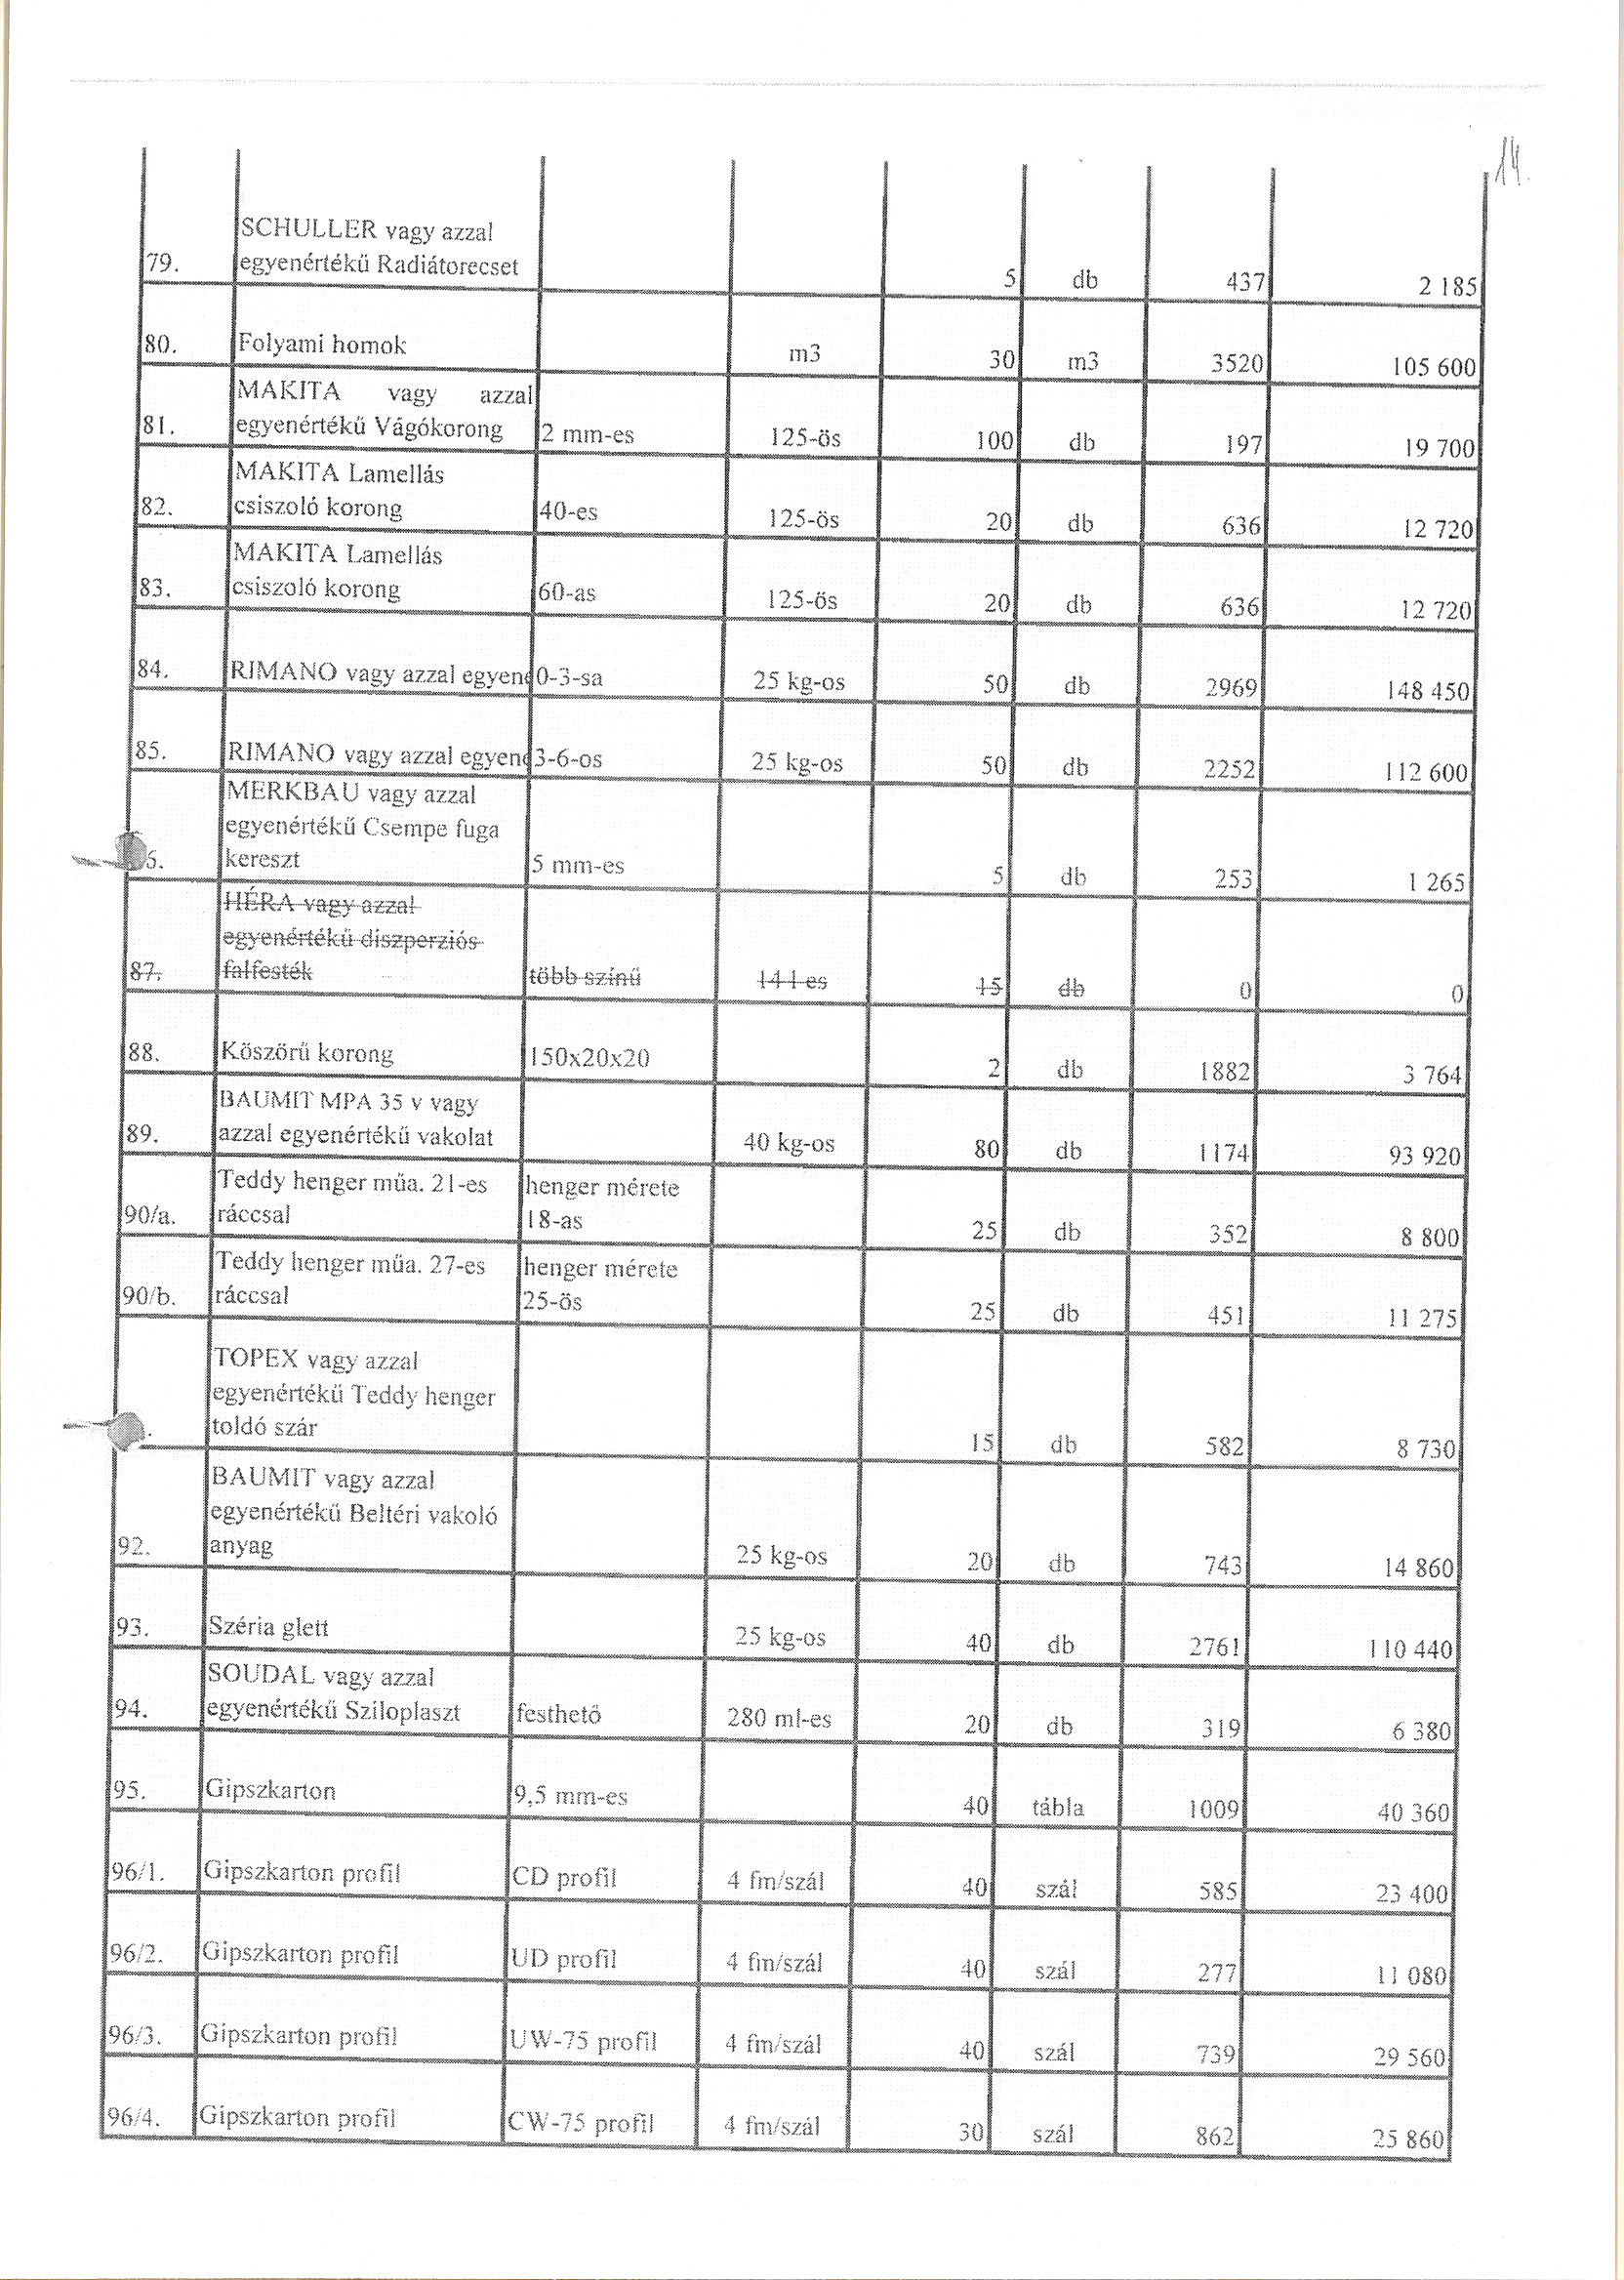 14.
SCHULLER vagy azzal
79. egyenértékű Radiátorecset 5 db 437 2 185
80. Folyami homok m3 30 m3 3520 105 600
MAKITA vagy azzal
81. egyenértékű Vágókorong 2 mm-es 125-ös 100 db 197 19 700
MAKITA Lamellás
82. csiszoló korong 40-es 125-ös 20 db 636 12 720
MAKITA Lamellás
83. csiszoló korong 60-as 125-ös 20 db 636 12 720
84. RIMANO vagy azzal egyen 0-3-sa 25 kg-os 50 db 2969 148 450
85. RIMANO vagy azzal egyen 3-6-os 25 kg-os 50 db 2252 112 600
MERKBAU vagy azzal
egyenértékű Csempe fuga
6. kereszt 5 mm-es 5 db 253 1 265
HÉRA vagy azzal
egyenértékű diszperziós
87. falfesték több színű 14 l-es 15 db 0 0
88. Köszörű korong 150x20x20 2 db 1882 3 764
BAUMIT MPA 35 v vagy
89. azzal egyenértékű vakolat 40 kg-os 80 db 1174 93 920
Teddy henger műa. 21-es henger mérete
90/a. ráccsal 18-as 25 db 352 8 800
Teddy henger műa. 27-es henger mérete
90/b. ráccsal 25-ös 25 db 451 11 275
TOPEX vagy azzal
egyenértékű Teddy henger
. toldó szár 15 db 582 8 730
BAUMIT vagy azzal
egyenértékű Beltéri vakoló
92. anyag 25 kg-os 20 db 743 14 860
93. Széria glett 25 kg-os 40 db 2761 110 440
SOUDAL vagy azzal
94. egyenértékű Sziloplaszt festhető 280 ml-es 20 db 319 6 380
95. Gipszkarton 9,5 mm-es 40 tábla 1009 40 360
96/1. Gipszkarton profil CD profil 4 fm/szál 40 szál 585 23 400
96/2. Gipszkarton profil UD profil 4 fm/szál 40 szál 277 11 080
96/3. Gipszkarton profil UW-75 profil 4 fm/szál 40 szál 739 29 560
96/4. Gipszkarton profil CW-75 profil 4 fm/szál 30 szál 862 25 860